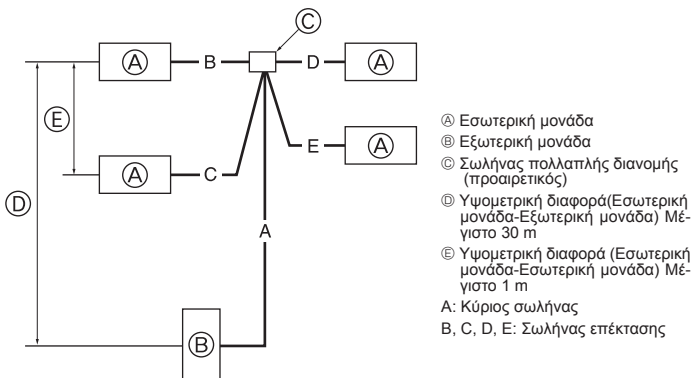 Ⓒ
Ⓐ B D Ⓐ
Ⓔ
E Ⓐ
Ⓐ C
Ⓓ
A
Ⓑ
Ⓐ Εσωτερική μονάδα
Ⓑ Εξωτερική μονάδα
Ⓒ Σωλήνας πολλαπλής διανομής
(προαιρετικός)
Ⓓ Υψομετρική διαφορά(Εσωτερική
μονάδα-Εξωτερική μονάδα) Μέ-
γιστο 30 m
Ⓔ Υψομετρική διαφορά (Εσωτερική
μονάδα-Εσωτερική μονάδα) Μέ-
γιστο 1 m
A: Κύριος σωλήνας
B, C, D, E: Σωλήνας επέκτασης